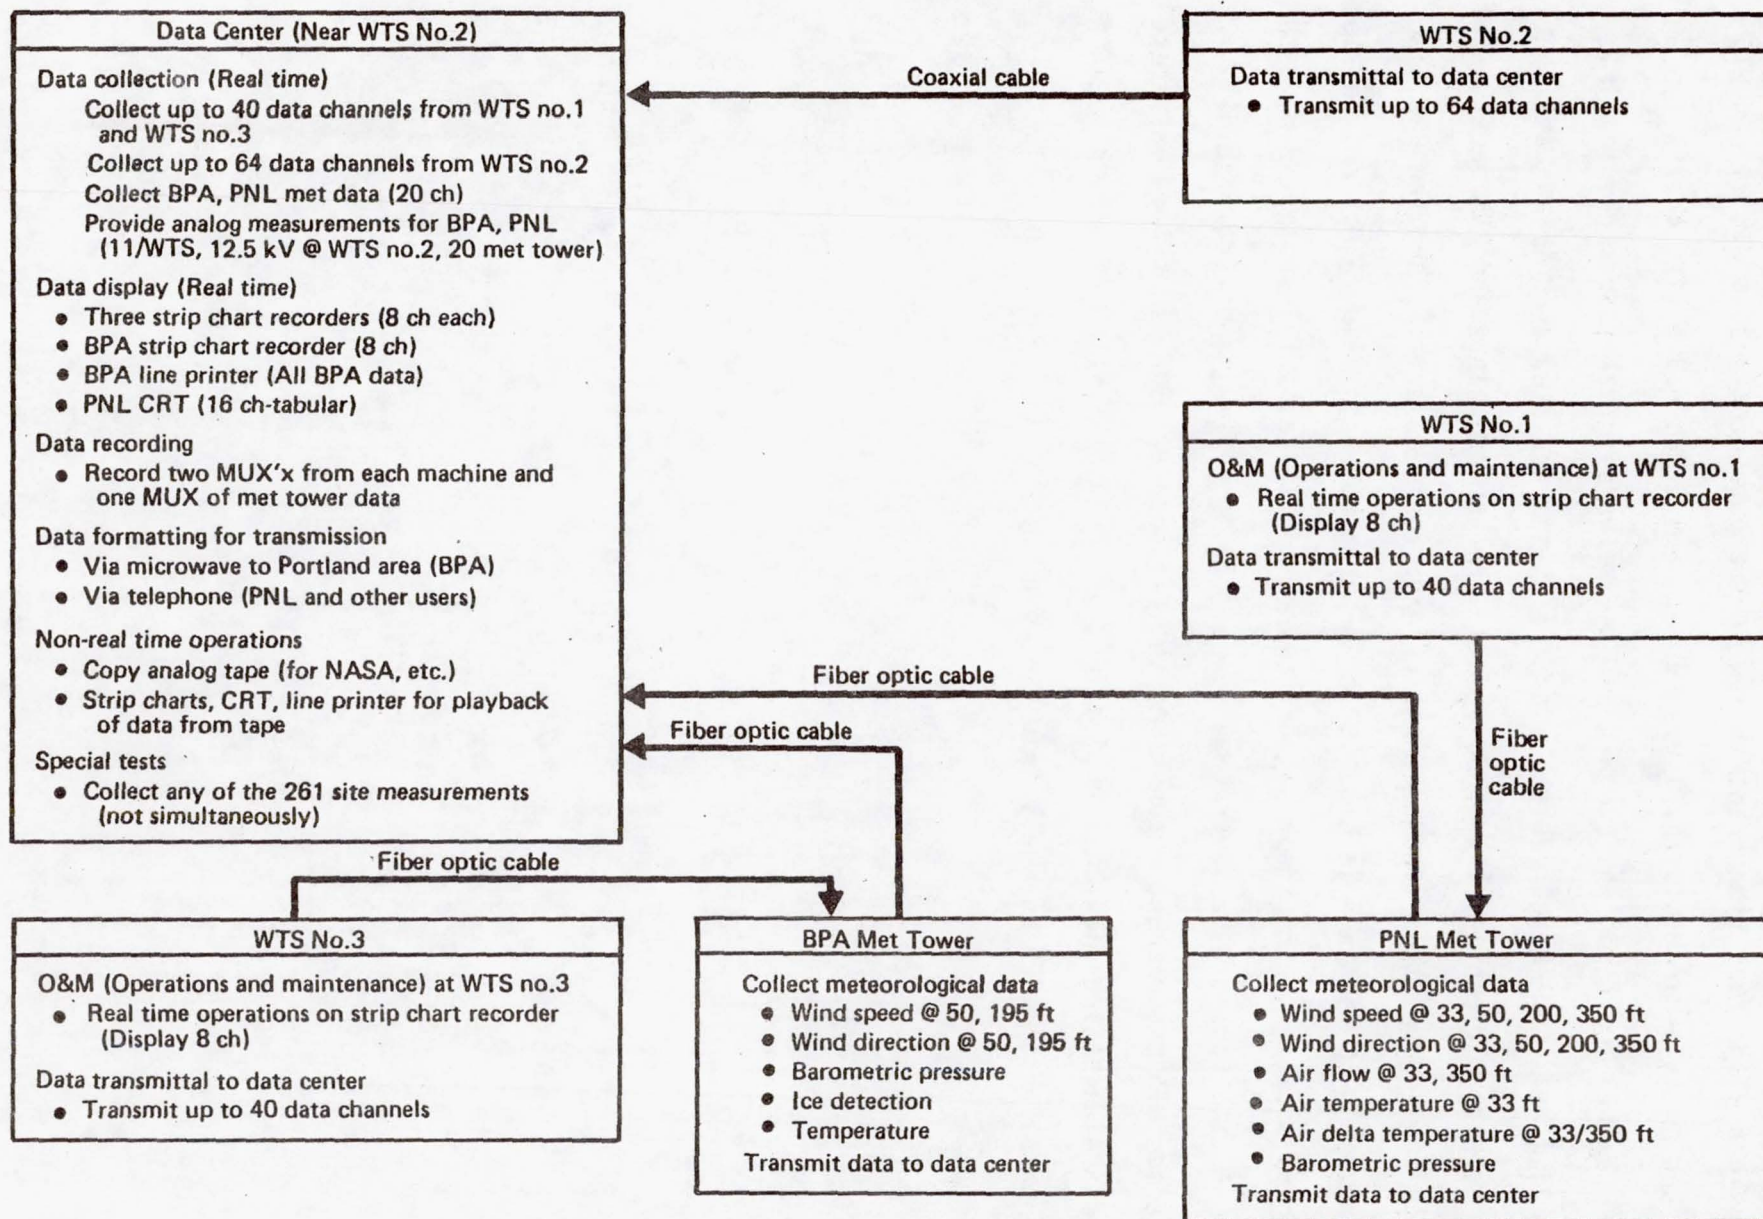 Data Center (Near WTS No.2)
Data collection (Real time)
Collect up to 40 data channels from WTS no.1
and WTS no.3
Collect up to 64 data channels from WTS no.2
Collect BPA, PNL met data (20 ch)
Provide analog measurements for BPA, PNL
(11/WTS, 12.5 kV @ WTS no.2, 20 met tower)
Data display (Real time)
• Three strip chart recorders (8 ch each)
• BPA strip chart recorder (8 ch)
• BPA line printer (All BPA data)
• PNL CRT (16 ch-tabular)
Data recording
• Record two MUX'x from each machine and
one MUX of met tower data
Data formatting for transmission
• Via microwave to Portland area (BPA)
• Via telephone (PNL and other users)
Non-real time operations
• Copy analog tape (for NASA, etc.)
• Strip charts, CRT, line printer for playback
of data from tape
Special tests
• Collect any of the 261 site measurements
(not simultaneously)
Coaxial cable
WTS No.2
Data transmittal to data center
• Transmit up to 64 data channels
WTS No.1
O&M (Operations and maintenance) at WTS no.1
• Real time operations on strip chart recorder
(Display 8 ch)
Data transmittal to data center
• Transmit up to 40 data channels
Fiber optic cable
Fiber optic cable
Fiber
optic
cable
Fiber optic cable
WTS No.3
O&M (Operations and maintenance) at WTS no.3
• Real time operations on strip chart recorder
(Display 8 ch)
Data transmittal to data center
• Transmit up to 40 data channels
BPA Met Tower
Collect meteorological data
• Wind speed @ 50, 195 ft
• Wind direction @ 50, 195 ft
• Barometric pressure
• Ice detection
• Temperature
Transmit data to data center
PNL Met Tower
Collect meteorological data
• Wind speed @ 33, 50, 200, 350 ft
• Wind direction @ 33, 50, 200, 350 ft
• Air flow @ 33, 350 ft
• Air temperature @ 33 ft
• Air delta temperature @ 33/350 ft
• Barometric pressure
Transmit data to data center